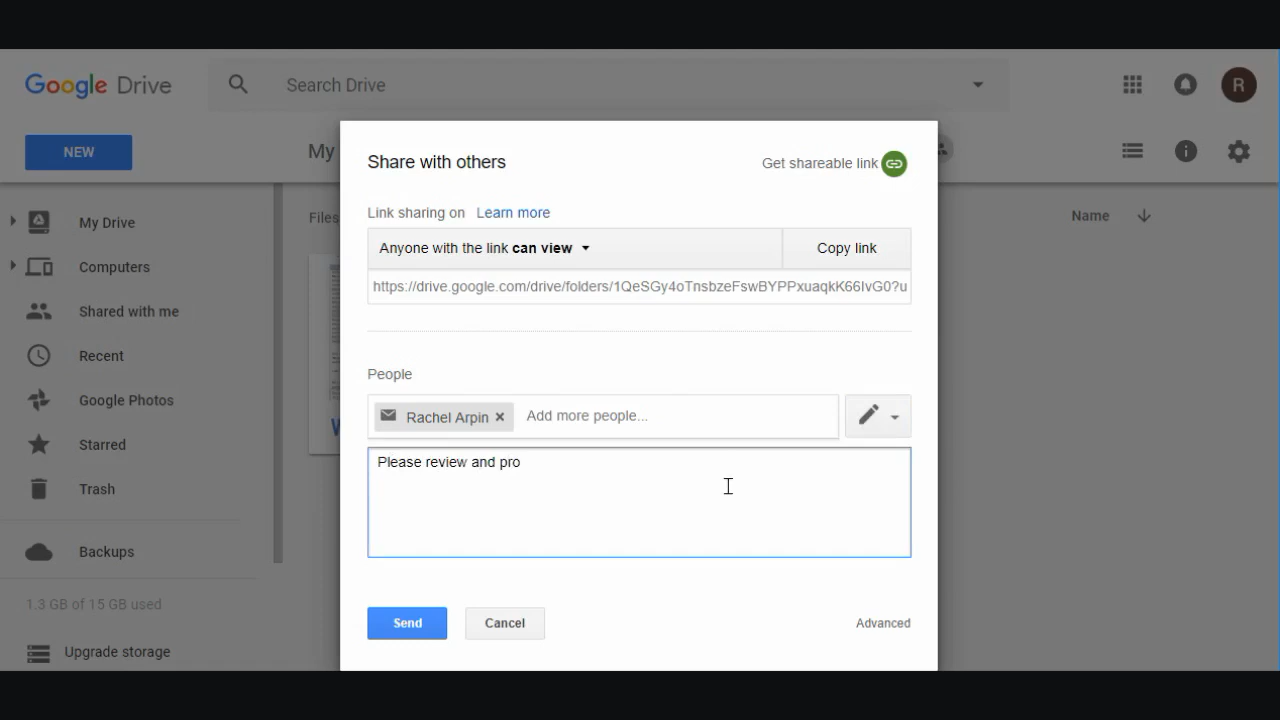 Google Drive
Search Drive
R
NEW
My
Share with others
Get shareable link
Link sharing on Learn more
Anyone with the link can view
Copy link
https://drive.google.com/drive/folders/1QeSGy4oTnsbzeFswBYPPxuaqkK66IvG0?u
People
Rachel Arpin × Add more people...
Please review and pro
Send
Cancel
Advanced
My Drive
Computers
Shared with me
Recent
Google Photos
Starred
Trash
Backups
1.3 GB of 15 GB used
Upgrade storage
Files
Name
W